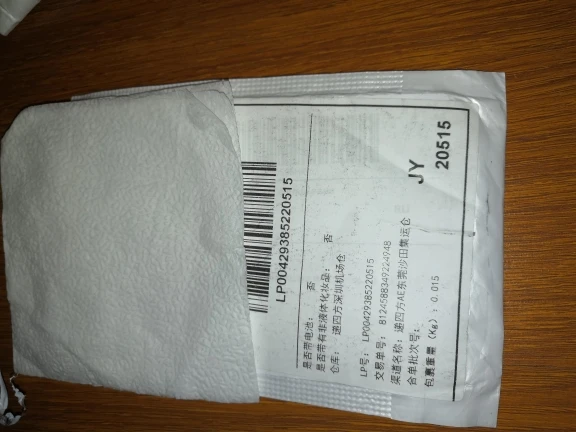 LP00429385220515
是否带电池： 否
是否带有非液体化妆品： 否
仓库： 递四方深圳机场仓
LP号： LP00429385220515
交易单号： 8124588349224948
渠道名称： 递四方AE东莞沙田集运仓
合单批次号：
包裹重量（Kg）：0.015
JY
20515